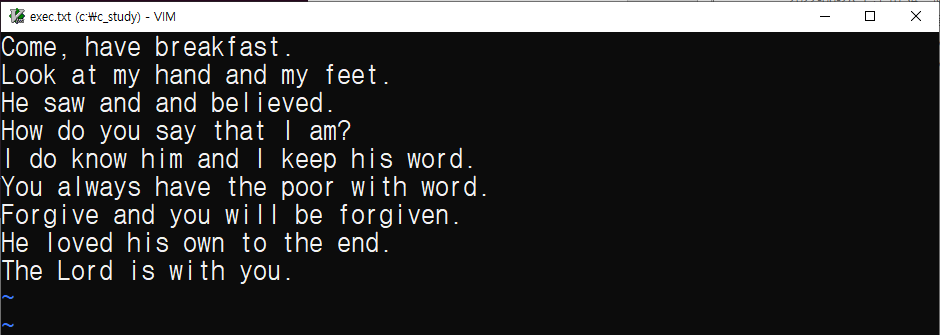 exec.txt (c:\c_study) - VIM
Come, have breakfast.
Look at my hand and my feet.
He saw and and believed.
How do you say that I am?
I do know him and I keep his word.
You always have the poor with word.
Forgive and you will be forgiven.
He loved his own to the end.
The Lord is with you.
~
~